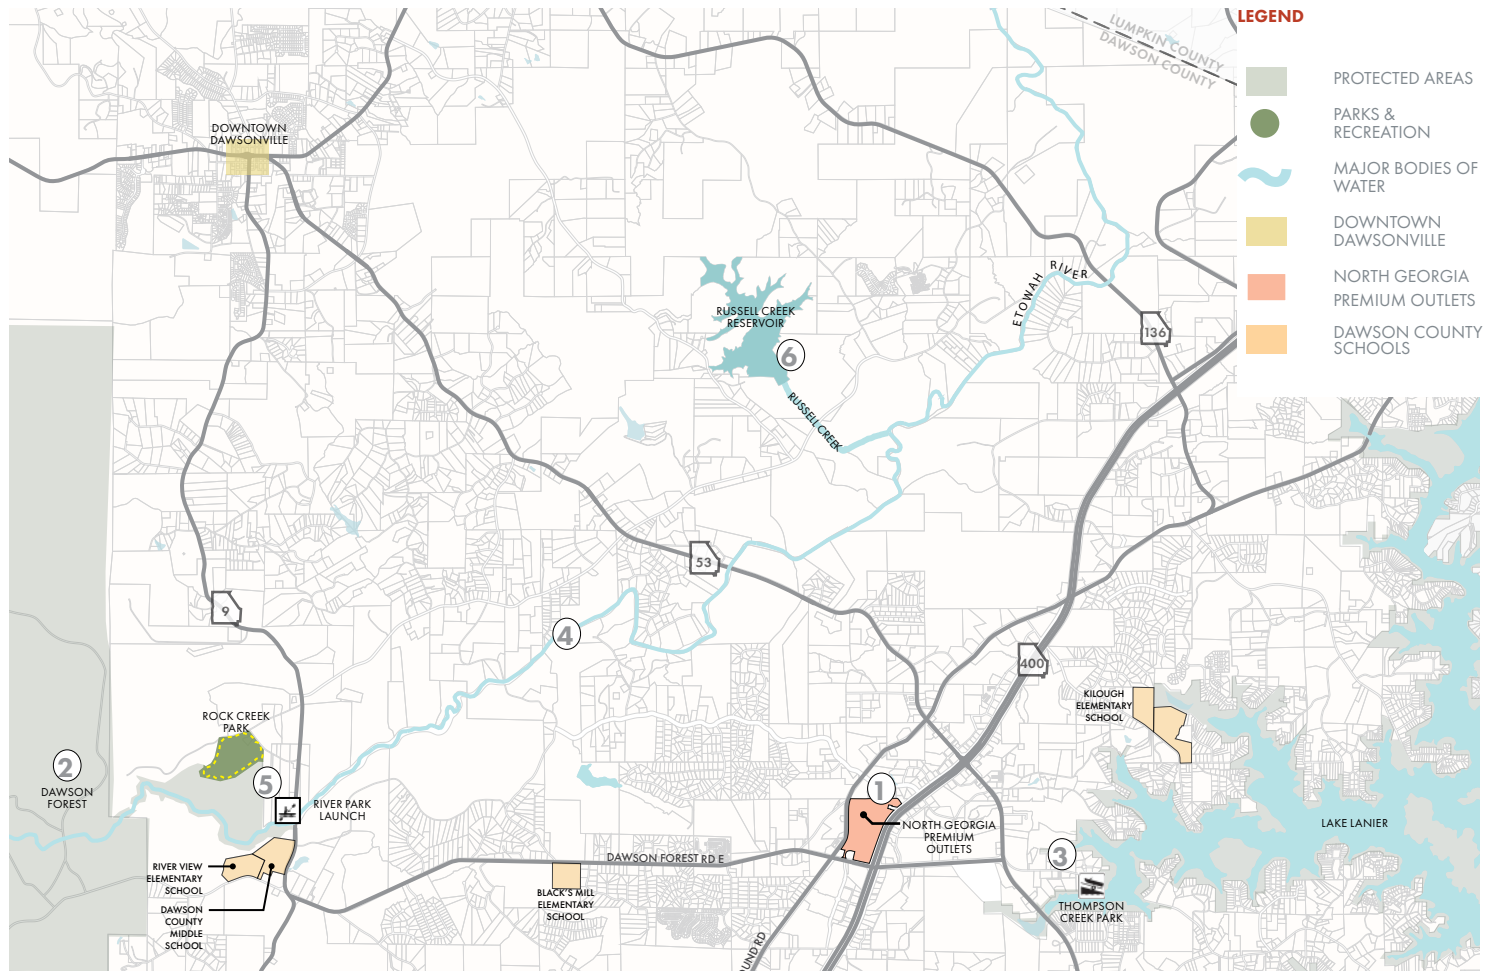 LEGEND
PROTECTED AREAS
PARKS &
RECREATION
MAJOR BODIES OF
WATER
DOWNTOWN
DAWSONVILLE
NORTH GEORGIA
PREMIUM OUTLETS
DAWSON COUNTY
SCHOOLS
LUMPKIN COUNTY
DAWSON COUNTY
DOWNTOWN
DAWSONVILLE
ETOWAH RIVER
RUSSELL CREEK
RESERVOIR
136
6
RUSSELL CREEK
53
9
4
400
KILOUGH
ELEMENTARY
SCHOOL
ROCK CREEK
PARK
2
DAWSON
FOREST
5
RIVER PARK
LAUNCH
1
NORTH GEORGIA
PREMIUM
OUTLETS
LAKE LANIER
3
DAWSON FOREST RD E
RIVER VIEW
ELEMENTARY
SCHOOL
BLACK'S MILL
ELEMENTARY
SCHOOL
DAWSON
COUNTY
MIDDLE
SCHOOL
THOMPSON
CREEK PARK
UND RD